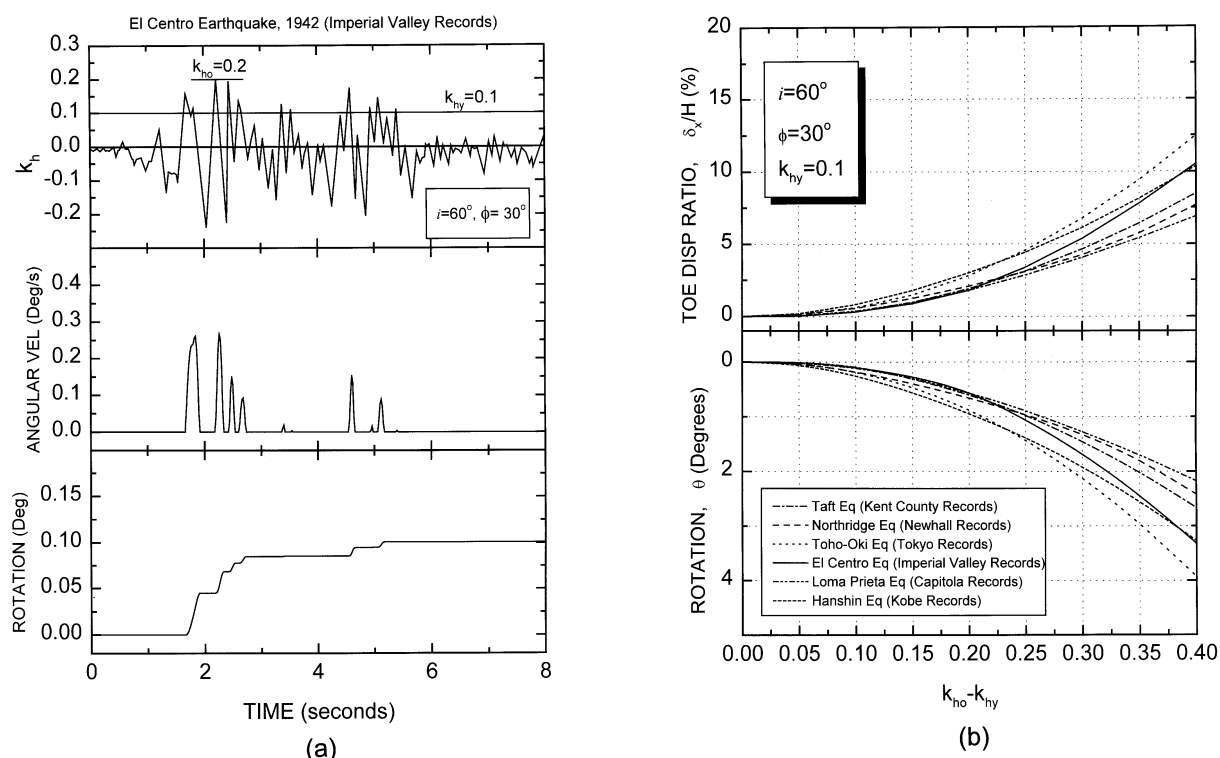 El Centro Earthquake, 1942 (Imperial Valley Records)
0.3
0.2
0.1
0.0
-0.1
-0.2
k_h
k_ho=0.2
k_hy=0.1
i=60°, ϕ= 30°
0.4
0.3
0.2
0.1
0.0
ANGULAR VEL (Deg/s)
0.15
0.10
0.05
0.00
ROTATION (Deg)
0 2 4 6 8
TIME (seconds)
(a)
20
15
10
5
0
TOE DISP RATIO, δ_x/H (%)
i=60°
ϕ=30°
k_hy=0.1
0
2
4
ROTATION, θ (Degrees)
Taft Eq (Kent County Records)
Northridge Eq (Newhall Records)
Toho-Oki Eq (Tokyo Records)
El Centro Eq (Imperial Valley Records)
Loma Prieta Eq (Capitola Records)
Hanshin Eq (Kobe Records)
0.00 0.05 0.10 0.15 0.20 0.25 0.30 0.35 0.40
k_ho-k_hy
(b)